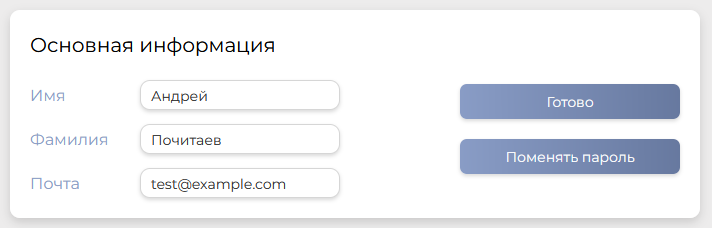 Основная информация
Имя
Андрей
Готово
Фамилия
Почитаев
Поменять пароль
Почта
test@example.com